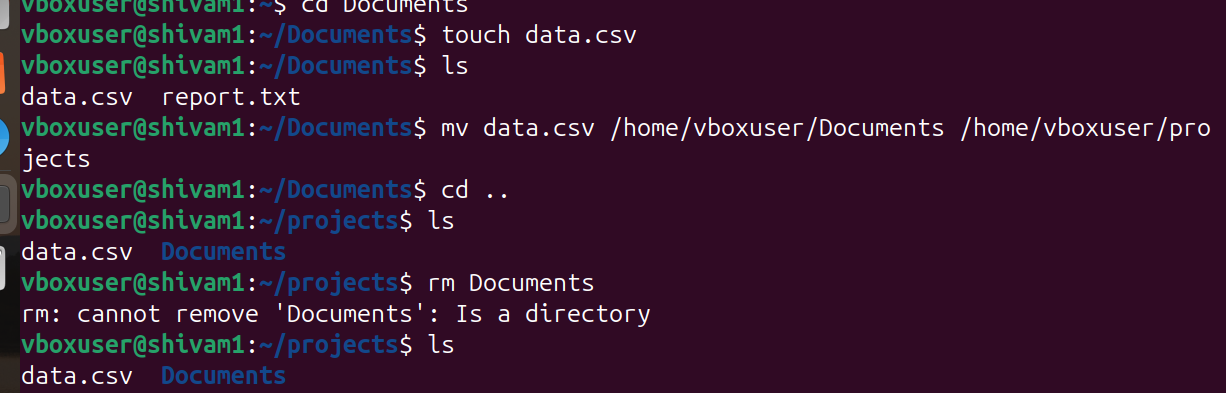 vboxuser@shivam1:~$ cd Documents
vboxuser@shivam1:~/Documents$ touch data.csv
vboxuser@shivam1:~/Documents$ ls
data.csv  report.txt
vboxuser@shivam1:~/Documents$ mv data.csv /home/vboxuser/Documents /home/vboxuser/pro
jects
vboxuser@shivam1:~/Documents$ cd ..
vboxuser@shivam1:~/projects$ ls
data.csv  Documents
vboxuser@shivam1:~/projects$ rm Documents
rm: cannot remove 'Documents': Is a directory
vboxuser@shivam1:~/projects$ ls
data.csv  Documents